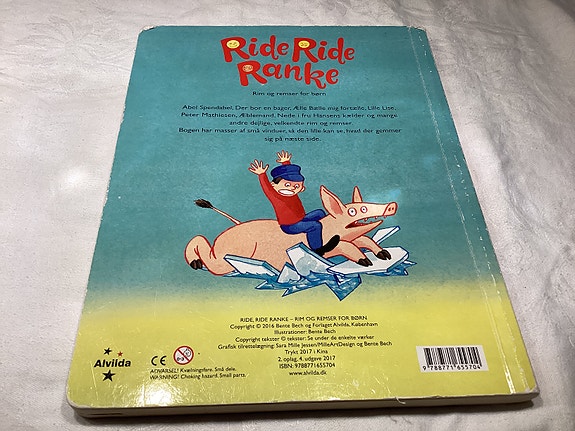 Ride Ride
Ranke
Rim og remser for børn
Abel Spendabel, Der bor en bager, Ælle Bælle mig fortælle, Lille Lise,
Peter Mathiesen, Æblemand, Nede i fru Hansens kælder og mange
andre dejlige, velkendte rim og remser.
Bogen har masser af små vinduer, så den lille kan se, hvad der gemmer
sig på næste side.
RIDE, RIDE RANKE – RIM OG REMSER FOR BØRN
Copyright © 2016 Bente Bech og Forlaget Alvilda, København
Illustrationer: Bente Bech
Copyright tekster © tekster: Se under de enkelte værker
Grafisk tilrettelægning: Sara Mille Jessen/MilleArtDesign og Bente Bech
Trykt 2017 i Kina
2. oplag, 4. udgave 2017
ISBN: 9788771655704
www.alvilda.dk
Alvilda
CE
0-3
ADVARSEL! Kvælningsfare. Små dele.
WARNING! Choking hazard. Small parts.
9 788771 655704